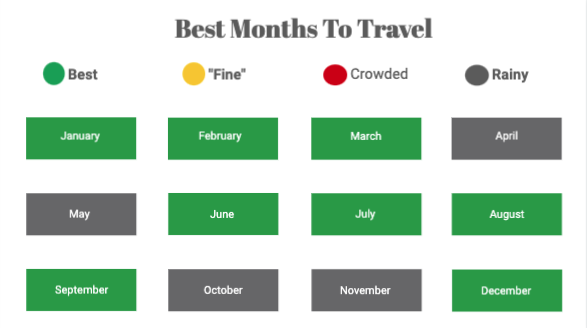 Best Months To Travel
Best "Fine" Crowded Rainy
January February March April
May June July August
September October November December